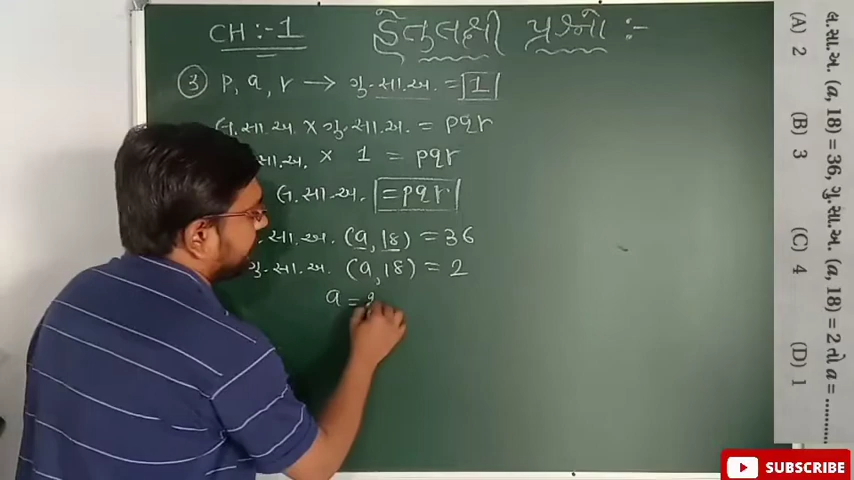 CH :- 1 હેતુલક્ષી પ્રશ્નો :-
૩ p, q, r → ગુ.સા.અ. = 1
લ.સા.અ × ગુ.સા.અ. = pqr
સા.અ. × 1 = pqr
લ.સા.અ. = pqr
.સા.અ. (a, 18) = 36
ગુ.સા.અ. (a, 18) = 2
a =
લ.સા.અ. (a, 18) = 36, ગુ.સા.અ. (a, 18) = 2 તો a = ..........
(A) 2 (B) 3 (C) 4 (D) 1
SUBSCRIBE